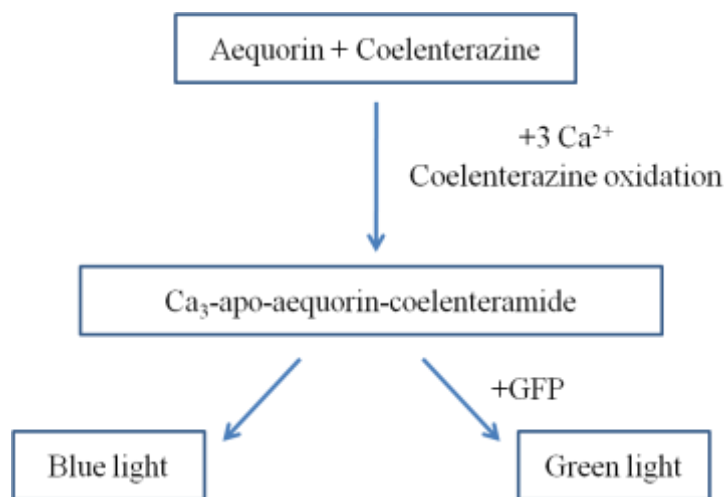 Aequorin + Coelenterazine
+3 Ca²⁺
Coelenterazine oxidation
Ca₃-apo-aequorin-coelenteramide
+GFP
Blue light
Green light